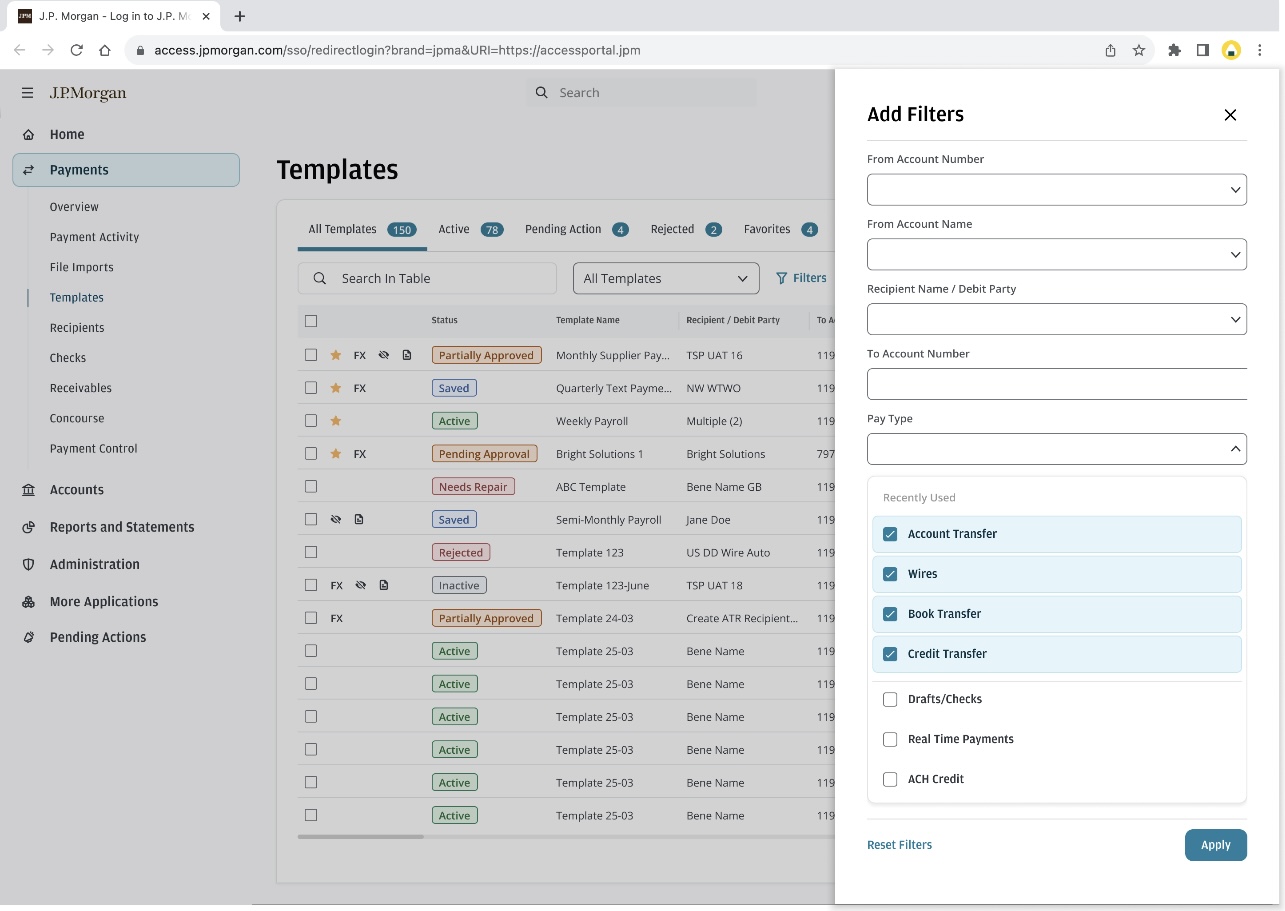 JPM J.P. Morgan - Log in to J.P. Mo
access.jpmorgan.com/sso/redirectlogin?brand=jpma&URI=https://accessportal.jpm
J.P.Morgan
Search
Home
Payments
Overview
Payment Activity
File Imports
Templates
Recipients
Checks
Receivables
Concourse
Payment Control
Accounts
Reports and Statements
Administration
More Applications
Pending Actions
Templates
All Templates 150 Active 78 Pending Action 4 Rejected 2 Favorites 4
Search In Table All Templates Filters
Status Template Name Recipient / Debit Party To A
FX Partially Approved Monthly Supplier Pay... TSP UAT 16 119
FX Saved Quarterly Text Payme... NW WTWO 119
Active Weekly Payroll Multiple (2) 119
FX Pending Approval Bright Solutions 1 Bright Solutions 797
Needs Repair ABC Template Bene Name GB 119
Saved Semi-Monthly Payroll Jane Doe 119
Rejected Template 123 US DD Wire Auto 119
FX Inactive Template 123-June TSP UAT 18 119
FX Partially Approved Template 24-03 Create ATR Recipient... 119
Active Template 25-03 Bene Name 119
Active Template 25-03 Bene Name 119
Active Template 25-03 Bene Name 119
Active Template 25-03 Bene Name 119
Active Template 25-03 Bene Name 119
Active Template 25-03 Bene Name 119
Add Filters
From Account Number
From Account Name
Recipient Name / Debit Party
To Account Number
Pay Type
Recently Used
Account Transfer
Wires
Book Transfer
Credit Transfer
Drafts/Checks
Real Time Payments
ACH Credit
Reset Filters Apply